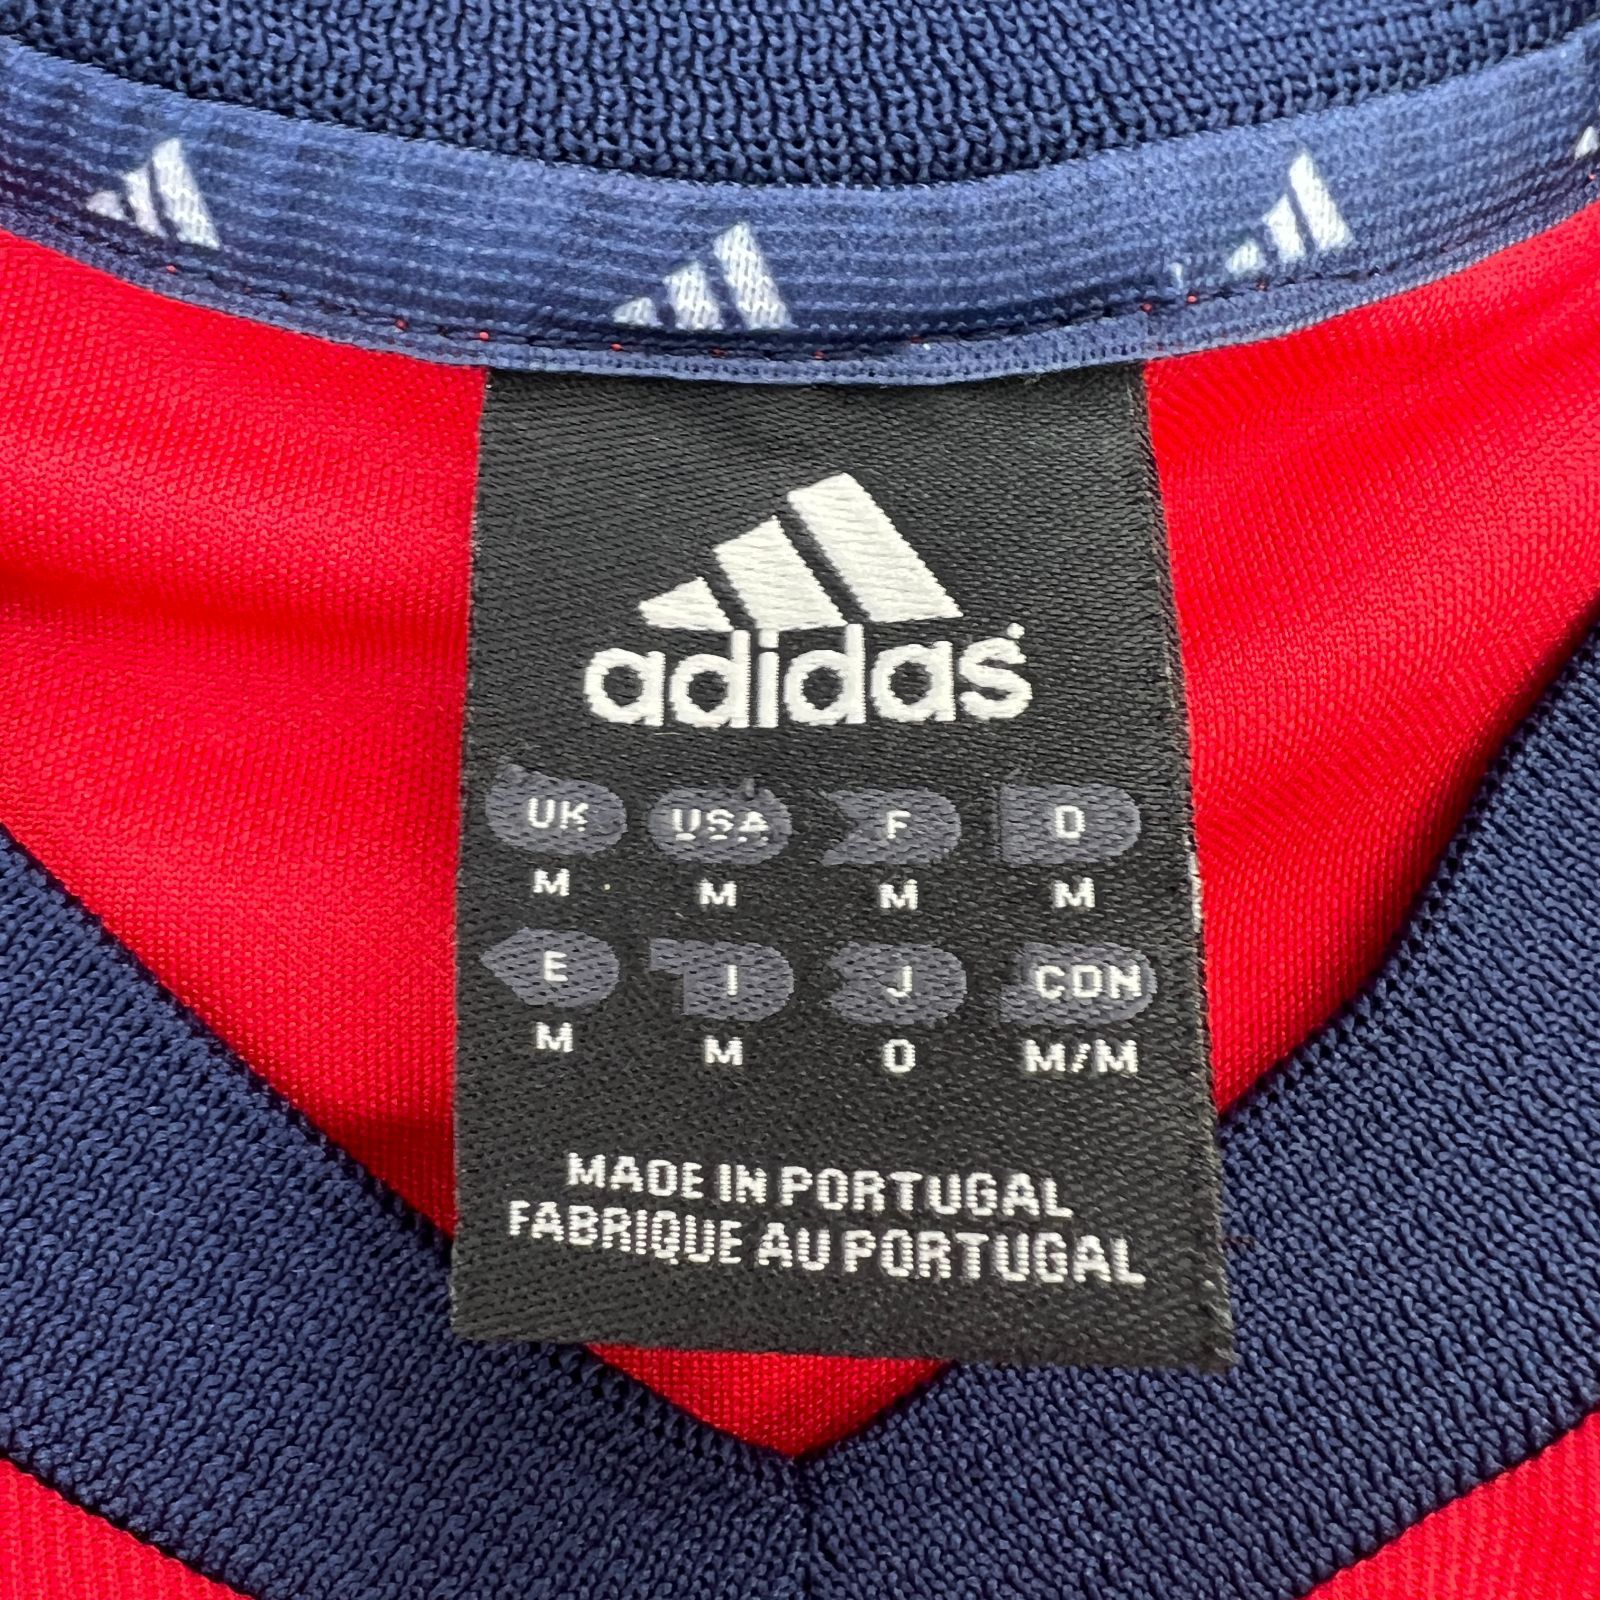 adidas
UK USA F D
M M M M
E I J CDN
M M O M/M
MADE IN PORTUGAL
FABRIQUE AU PORTUGAL